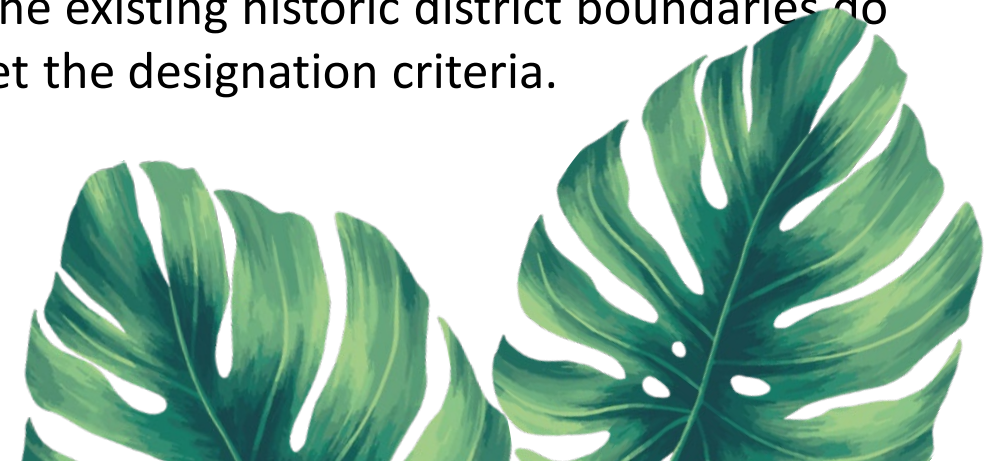 he existing historic district boundaries do
et the designation criteria.